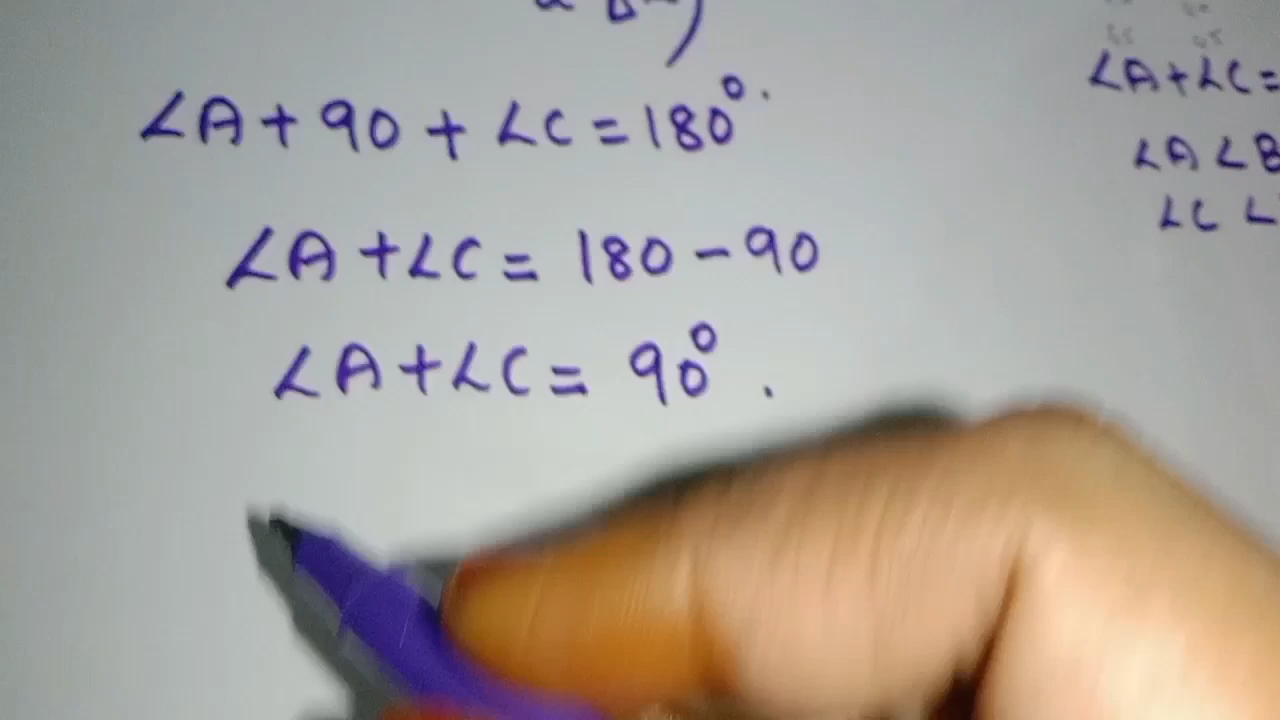 ∠A + 90 + ∠C = 180°.
∠A + ∠C = 180 - 90
∠A + ∠C = 90°.
∠A + ∠C =
∠A ∠B
∠C ∠